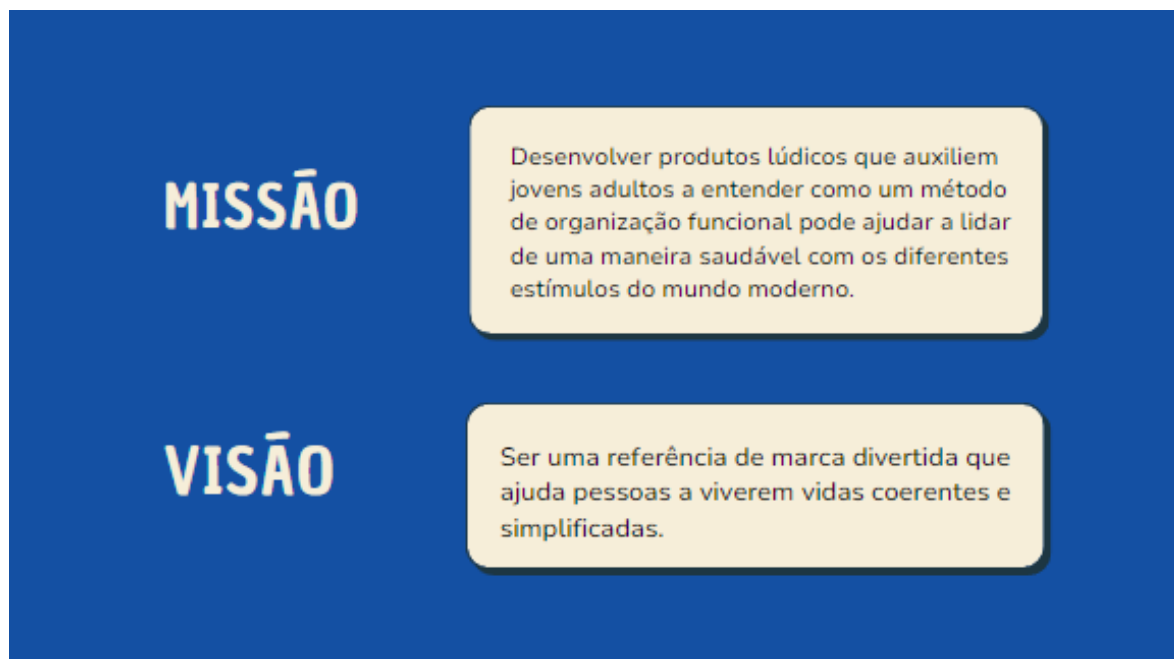 MISSÃO
Desenvolver produtos lúdicos que auxiliem
jovens adultos a entender como um método
de organização funcional pode ajudar a lidar
de uma maneira saudável com os diferentes
estímulos do mundo moderno.
VISÃO
Ser uma referência de marca divertida que
ajuda pessoas a viverem vidas coerentes e
simplificadas.